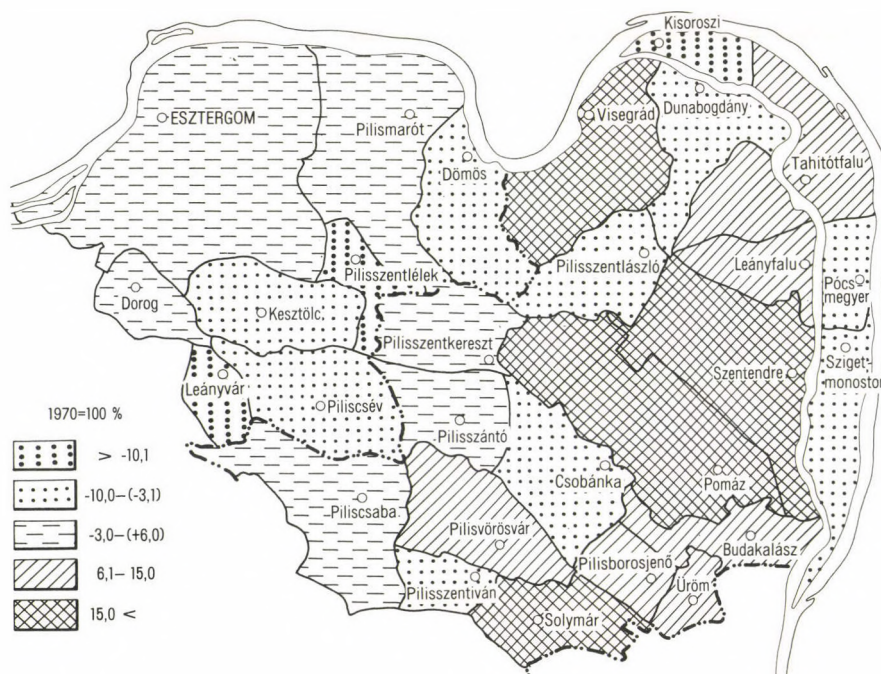 Kisoroszi
ESZTERGOM
Pilismarót
Visegrád
Dunabogdány
Dömös
Tahitótfalu
Pilisszentlélek
Pilisszentlászló
Leányfalu
Pócs-
megyer
Dorog
Kesztölc
Pilisszentkereszt
Szentendre
Sziget-
monostor
Leányvár
Piliscsév
Pilisszántó
1970=100 %
> -10,1
-10,0–(-3,1)
-3,0–(+6,0)
6,1– 15,0
15,0 <
Csobánka
Pomáz
Piliscsaba
Pilisvörösvár
Budakalász
Pilisborosjenő
Pilisszentiván
Üröm
Solymár